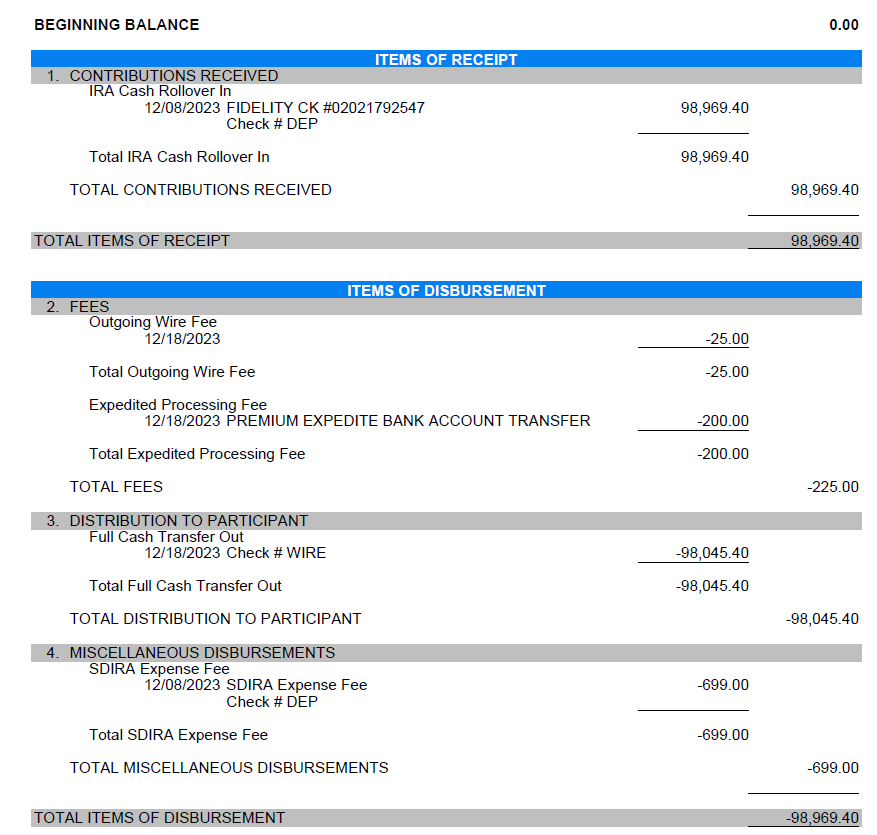 BEGINNING BALANCE 0.00
ITEMS OF RECEIPT
1. CONTRIBUTIONS RECEIVED
IRA Cash Rollover In
12/08/2023 FIDELITY CK #02021792547 98,969.40
Check # DEP
Total IRA Cash Rollover In 98,969.40
TOTAL CONTRIBUTIONS RECEIVED 98,969.40
TOTAL ITEMS OF RECEIPT 98,969.40
ITEMS OF DISBURSEMENT
2. FEES
Outgoing Wire Fee
12/18/2023 -25.00
Total Outgoing Wire Fee -25.00
Expedited Processing Fee
12/18/2023 PREMIUM EXPEDITE BANK ACCOUNT TRANSFER -200.00
Total Expedited Processing Fee -200.00
TOTAL FEES -225.00
3. DISTRIBUTION TO PARTICIPANT
Full Cash Transfer Out
12/18/2023 Check # WIRE -98,045.40
Total Full Cash Transfer Out -98,045.40
TOTAL DISTRIBUTION TO PARTICIPANT -98,045.40
4. MISCELLANEOUS DISBURSEMENTS
SDIRA Expense Fee
12/08/2023 SDIRA Expense Fee -699.00
Check # DEP
Total SDIRA Expense Fee -699.00
TOTAL MISCELLANEOUS DISBURSEMENTS -699.00
TOTAL ITEMS OF DISBURSEMENT -98,969.40